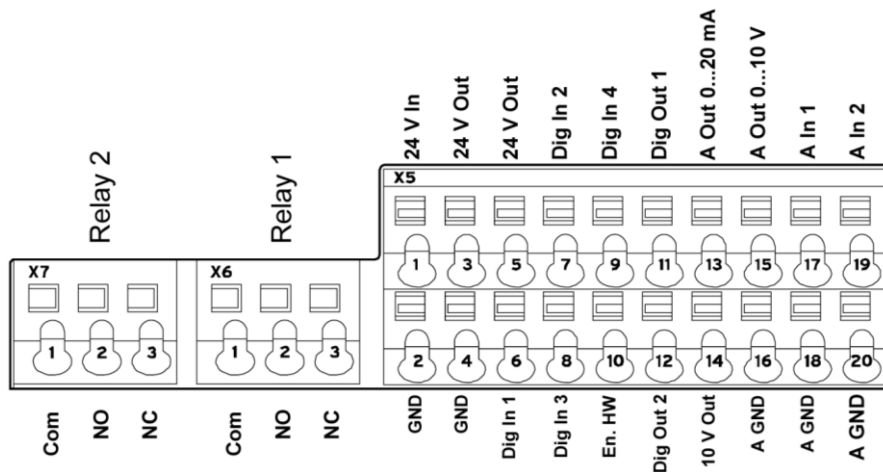 24 V In
24 V Out
24 V Out
Dig In 2
Dig In 4
Dig Out 1
A Out 0...20 mA
A Out 0...10 V
A In 1
A In 2
Relay 2
Relay 1
X5
1 3 5 7 9 11 13 15 17 19
X7
X6
1 2 3
1 2 3
2 4 6 8 10 12 14 16 18 20
Com
NO
NC
Com
NO
NC
GND
GND
Dig In 1
Dig In 3
En. HW
Dig Out 2
10 V Out
A GND
A GND
A GND